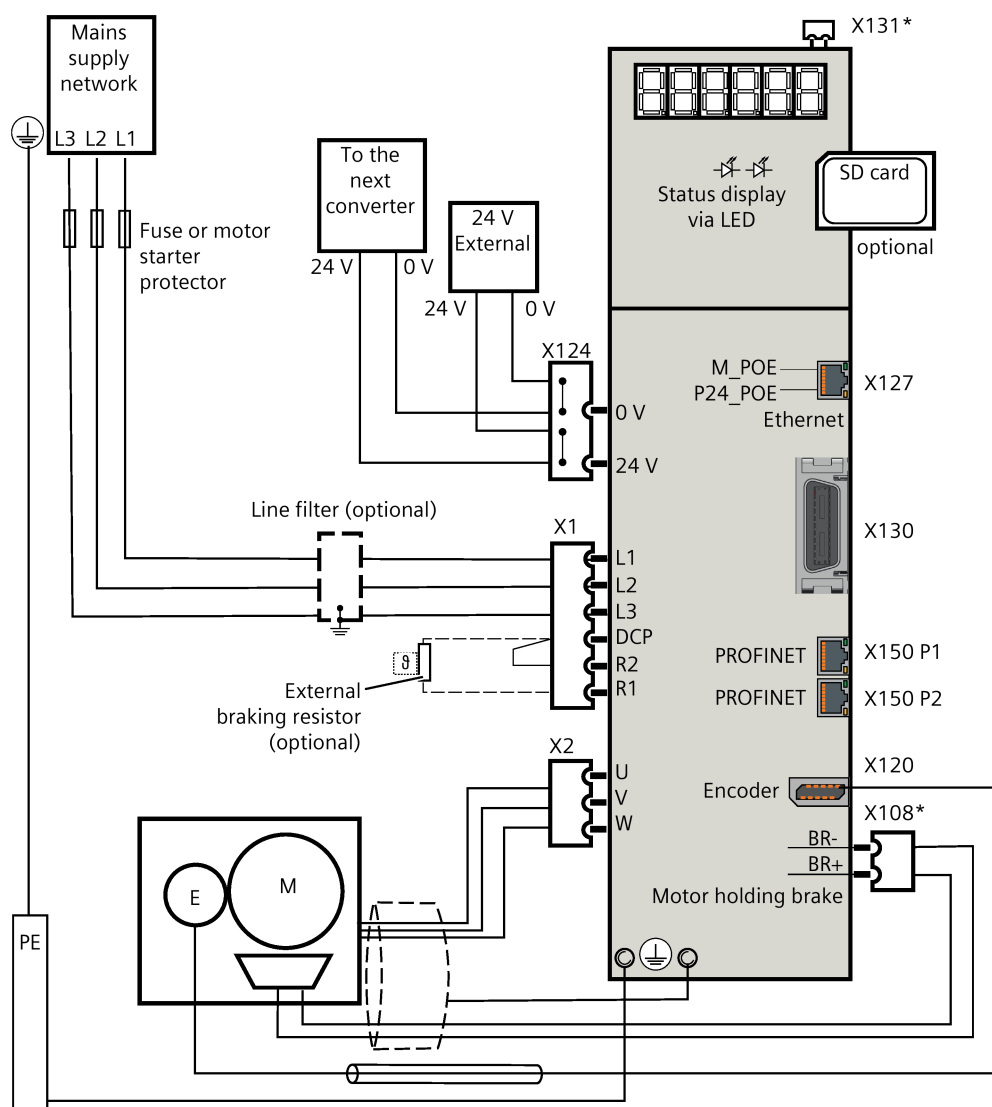 Mains
supply
network
L3 L2 L1
Fuse or motor
starter
protector
To the
next
converter
24 V
0 V
24 V
External
24 V
0 V
X131*
Status display
via LED
SD card
optional
X124
0 V
24 V
M_POE
P24_POE
Ethernet
X127
X130
Line filter (optional)
X1
L1
L2
L3
DCP
R2
R1
ϑ
External
braking resistor
(optional)
PROFINET
X150 P1
PROFINET
X150 P2
X2
U
V
W
Encoder
X120
X108*
BR-
BR+
Motor holding brake
E
M
PE